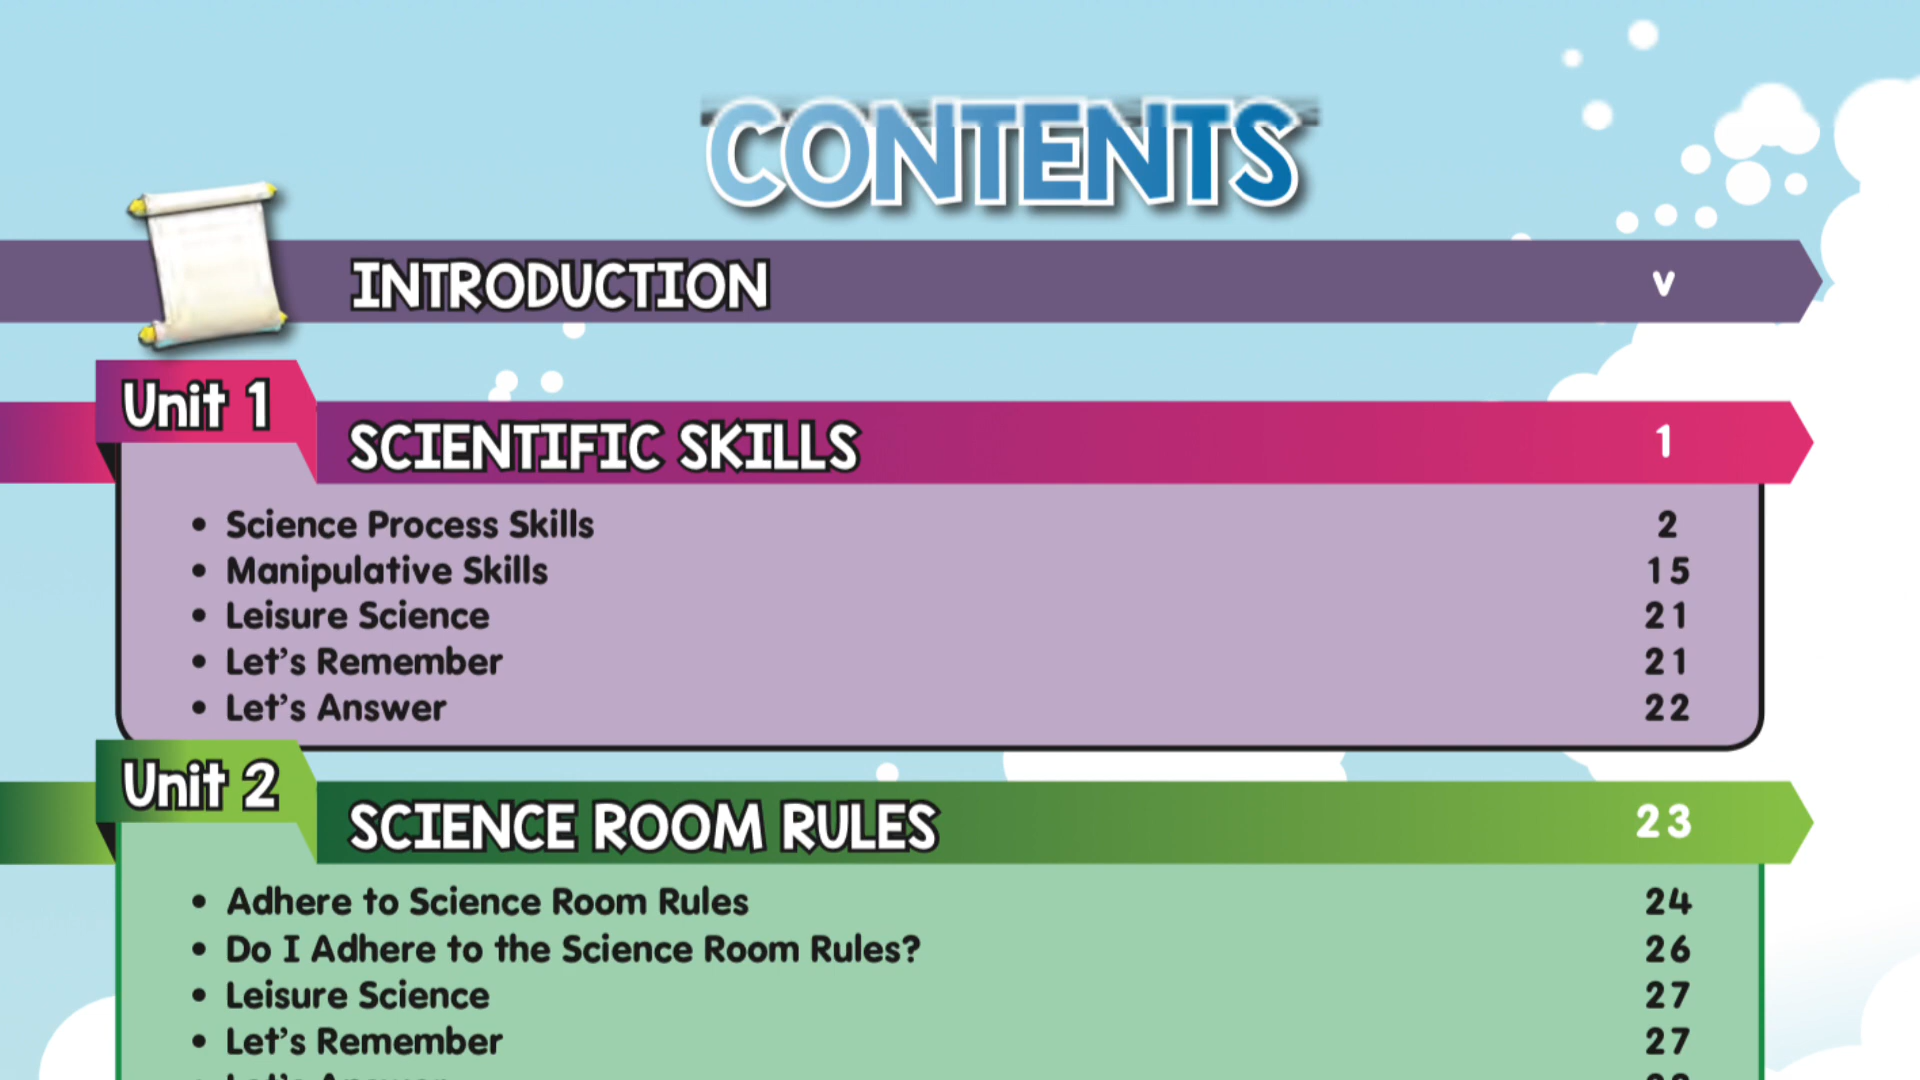 CONTENTS
INTRODUCTION v
Unit 1
SCIENTIFIC SKILLS 1
• Science Process Skills 2
• Manipulative Skills 15
• Leisure Science 21
• Let's Remember 21
• Let's Answer 22
Unit 2
SCIENCE ROOM RULES 23
• Adhere to Science Room Rules 24
• Do I Adhere to the Science Room Rules? 26
• Leisure Science 27
• Let's Remember 27